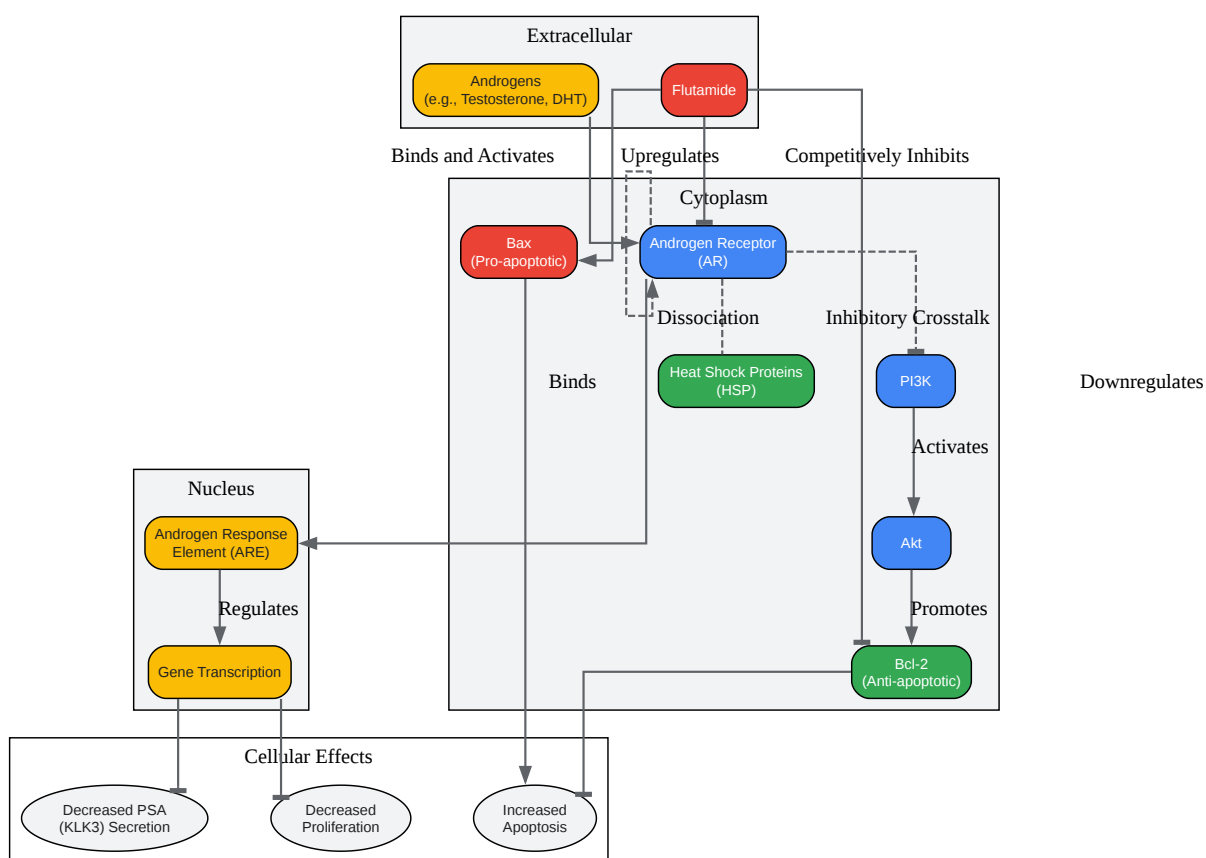 Extracellular
Androgens
(e.g., Testosterone, DHT)
Flutamide
Binds and Activates
Upregulates
Competitively Inhibits
Cytoplasm
Bax
(Pro-apoptotic)
Androgen Receptor
(AR)
Dissociation
Inhibitory Crosstalk
Binds
Heat Shock Proteins
(HSP)
PI3K
Downregulates
Activates
Nucleus
Androgen Response
Element (ARE)
Akt
Regulates
Promotes
Gene Transcription
Bcl-2
(Anti-apoptotic)
Cellular Effects
Decreased PSA
(KLK3) Secretion
Decreased
Proliferation
Increased
Apoptosis